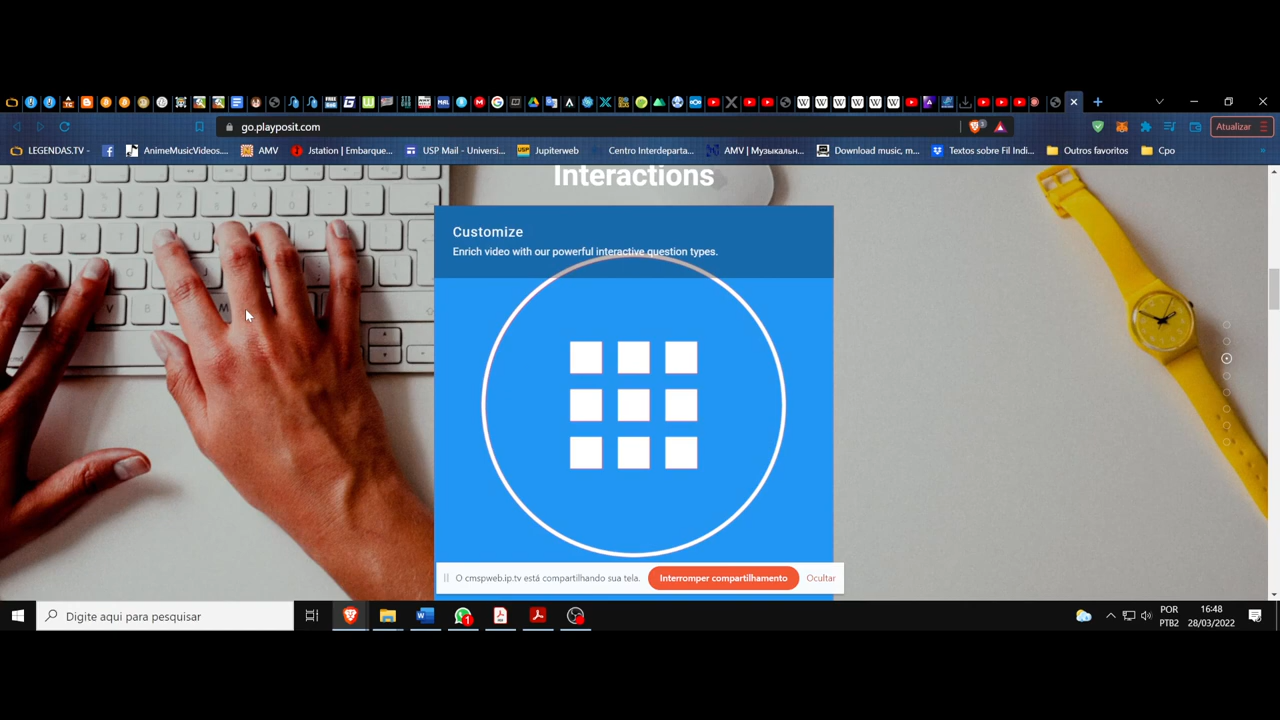 go.playposit.com
3
Atualizar
LEGENDAS.TV -
AnimeMusicVideos...
AMV
Jstation | Embarque...
USP Mail - Universi...
Jupiterweb
Centro Interdeparta...
AMV | Музыкальн...
Download music, m...
Textos sobre Fil Indi...
Outros favoritos
Cpo
Interactions
Customize
Enrich video with our powerful interactive question types.
O cmspweb.ip.tv está compartilhando sua tela.
Interromper compartilhamento
Ocultar
Digite aqui para pesquisar
1
POR
PTB2
16:48
28/03/2022